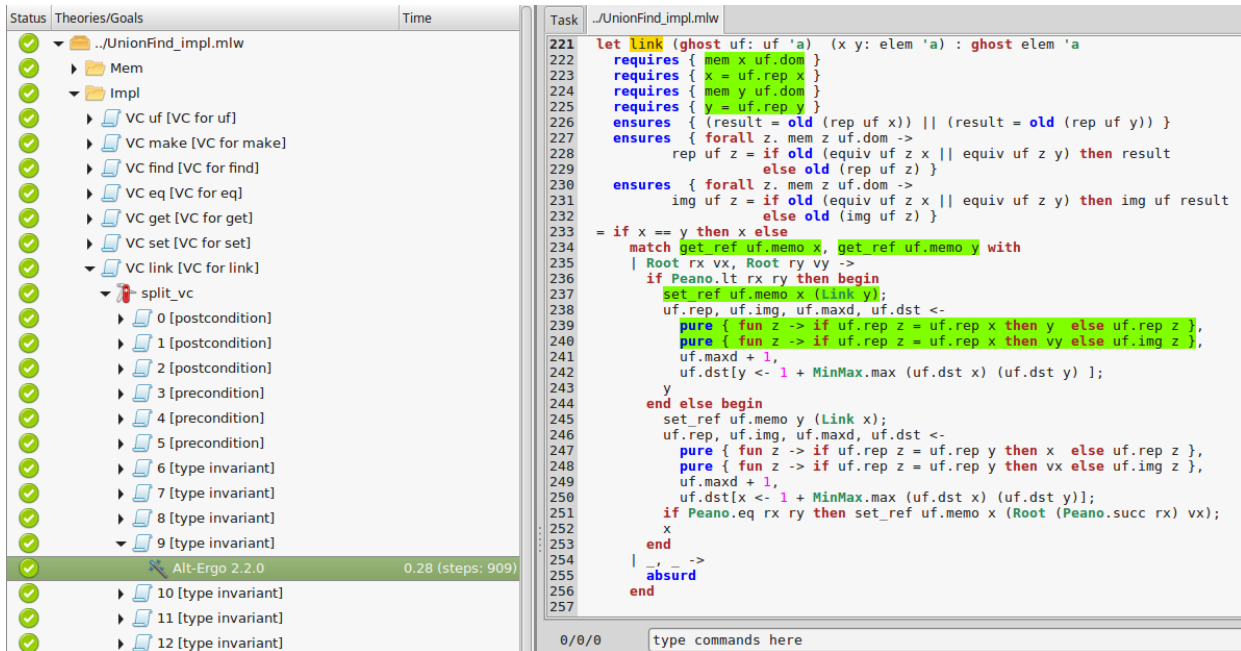 Status Theories/Goals Time
../UnionFind_impl.mlw
Mem
Impl
VC uf [VC for uf]
VC make [VC for make]
VC find [VC for find]
VC eq [VC for eq]
VC get [VC for get]
VC set [VC for set]
VC link [VC for link]
split_vc
0 [postcondition]
1 [postcondition]
2 [postcondition]
3 [precondition]
4 [precondition]
5 [precondition]
6 [type invariant]
7 [type invariant]
8 [type invariant]
9 [type invariant]
Alt-Ergo 2.2.0 0.28 (steps: 909)
10 [type invariant]
11 [type invariant]
12 [type invariant]
Task ../UnionFind_impl.mlw
221 let link (ghost uf: uf 'a) (x y: elem 'a) : ghost elem 'a
222 requires { mem x uf.dom }
223 requires { x = uf.rep x }
224 requires { mem y uf.dom }
225 requires { y = uf.rep y }
226 ensures { (result = old (rep uf x)) || (result = old (rep uf y)) }
227 ensures { forall z. mem z uf.dom ->
228 rep uf z = if old (equiv uf z x || equiv uf z y) then result
229 else old (rep uf z) }
230 ensures { forall z. mem z uf.dom ->
231 img uf z = if old (equiv uf z x || equiv uf z y) then img uf result
232 else old (img uf z) }
233 = if x == y then x else
234 match get_ref uf.memo x, get_ref uf.memo y with
235 | Root rx vx, Root ry vy ->
236 if Peano.lt rx ry then begin
237 set_ref uf.memo x (Link y);
238 uf.rep, uf.img, uf.maxd, uf.dst <-
239 pure { fun z -> if uf.rep z = uf.rep x then y else uf.rep z },
240 pure { fun z -> if uf.rep z = uf.rep x then vy else uf.img z },
241 uf.maxd + 1,
242 uf.dst[y <- 1 + MinMax.max (uf.dst x) (uf.dst y) ];
243 y
244 end else begin
245 set_ref uf.memo y (Link x);
246 uf.rep, uf.img, uf.maxd, uf.dst <-
247 pure { fun z -> if uf.rep z = uf.rep y then x else uf.rep z },
248 pure { fun z -> if uf.rep z = uf.rep y then vx else uf.img z },
249 uf.maxd + 1,
250 uf.dst[x <- 1 + MinMax.max (uf.dst x) (uf.dst y)];
251 if Peano.eq rx ry then set_ref uf.memo x (Root (Peano.succ rx) vx);
252 x
253 end
254 | _, _ ->
255 absurd
256 end
257
0/0/0 type commands here